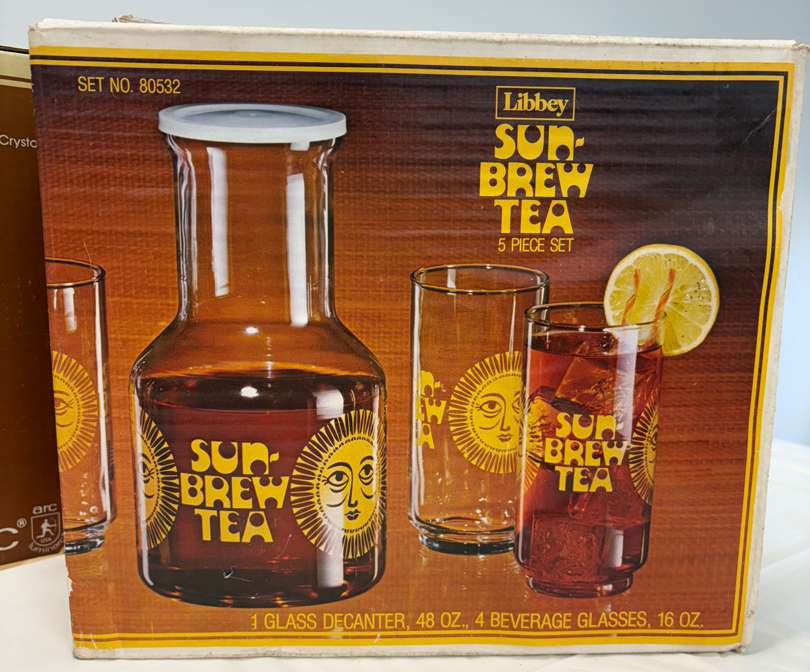 SET NO. 80532
Libbey
SUN-
BREW
TEA
5 PIECE SET
SUN-
BREW
TEA
SUN-
BREW
TEA
1 GLASS DECANTER, 48 OZ., 4 BEVERAGE GLASSES, 16 OZ.
arc